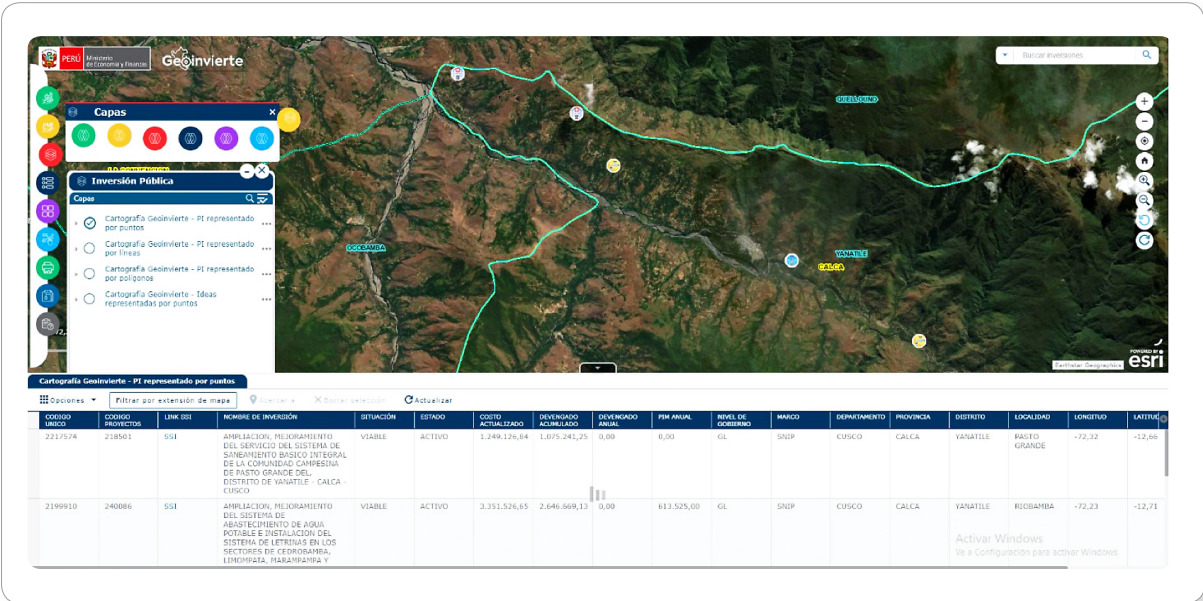 PERÚ
Ministerio
de Economía y Finanzas
Geoinvierte
Buscar inversiones
Capas
Inversión Pública
Capas
Cartografía Geoinvierte - PI representado
por puntos
Cartografía Geoinvierte - PI representado
por líneas
Cartografía Geoinvierte - PI representado
por polígonos
Cartografía Geoinvierte - Ideas
representadas por puntos
QUELLOUNO
OCOBAMBA
YANATILE
CALCA
POWERED BY
esri
Earthstar Geographics
Cartografía Geoinvierte - PI representado por puntos
Opciones Filtrar por extensión de mapa Acercar a Borrar selección Actualizar
CODIGO UNICO CODIGO PROYECTOS LINK SSI NOMBRE DE INVERSIÓN SITUACIÓN ESTADO COSTO ACTUALIZADO DEVENGADO ACUMULADO DEVENGADO ANUAL PIM ANUAL NIVEL DE GOBIERNO MARCO DEPARTAMENTO PROVINCIA DISTRITO LOCALIDAD LONGITUD LATITUD
2217574 218501 SSI AMPLIACION, MEJORAMIENTO VIABLE ACTIVO 1.249.126,84 1.075.241,25 0,00 0,00 GL SNIP CUSCO CALCA YANATILE PASTO GRANDE -72,32 -12,66
DEL SERVICIO DEL SISTEMA DE
SANEAMIENTO BASICO INTEGRAL
DE LA COMUNIDAD CAMPESINA
DE PASTO GRANDE DEL,
DISTRITO DE YANATILE - CALCA -
CUSCO
2199910 240086 SSI AMPLIACION, MEJORAMIENTO VIABLE ACTIVO 3.351.526,65 2.646.669,13 0,00 613.525,00 GL SNIP CUSCO CALCA YANATILE RIOBAMBA -72,23 -12,71
DEL SISTEMA DE
ABASTECIMIENTO DE AGUA
POTABLE E INSTALACION DEL
SISTEMA DE LETRINAS EN LOS
SECTORES DE CEDROBAMBA,
LIMOMPATA, MARAMPAMPA Y
Activar Windows
Ve a Configuración para activar Windows.